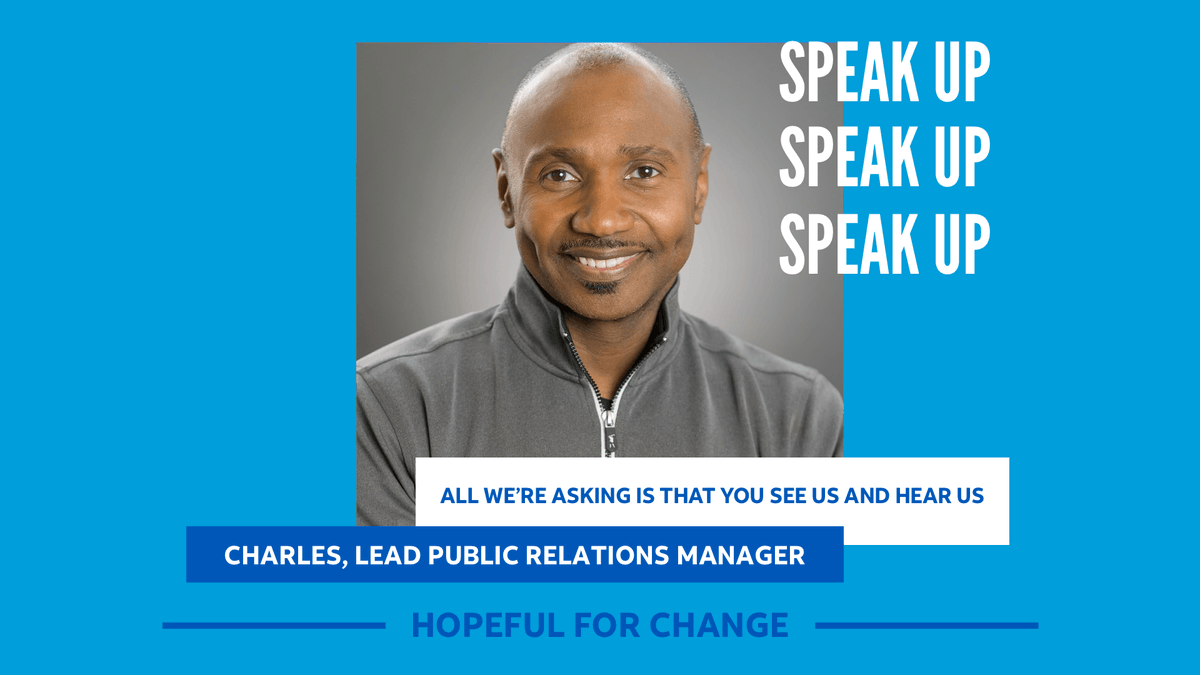 SPEAK UP
SPEAK UP
SPEAK UP
ALL WE’RE ASKING IS THAT YOU SEE US AND HEAR US
CHARLES, LEAD PUBLIC RELATIONS MANAGER
HOPEFUL FOR CHANGE